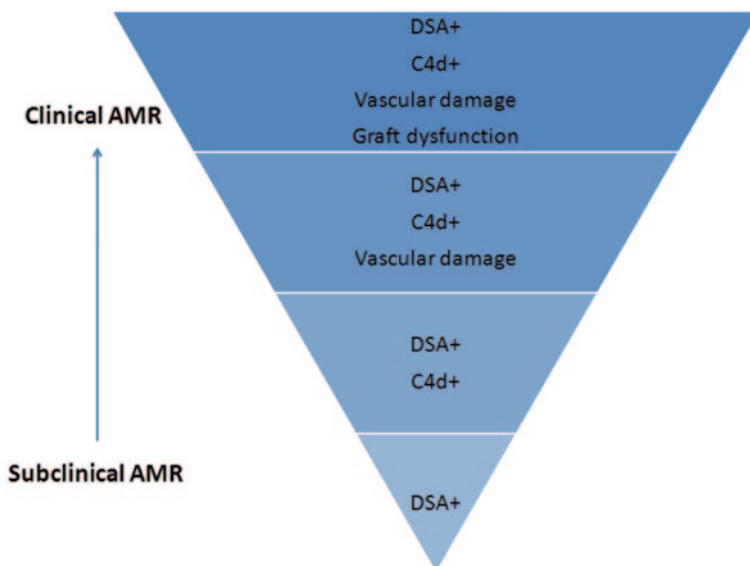 DSA+
C4d+
Vascular damage
Graft dysfunction
Clinical AMR
DSA+
C4d+
Vascular damage
DSA+
C4d+
Subclinical AMR
DSA+